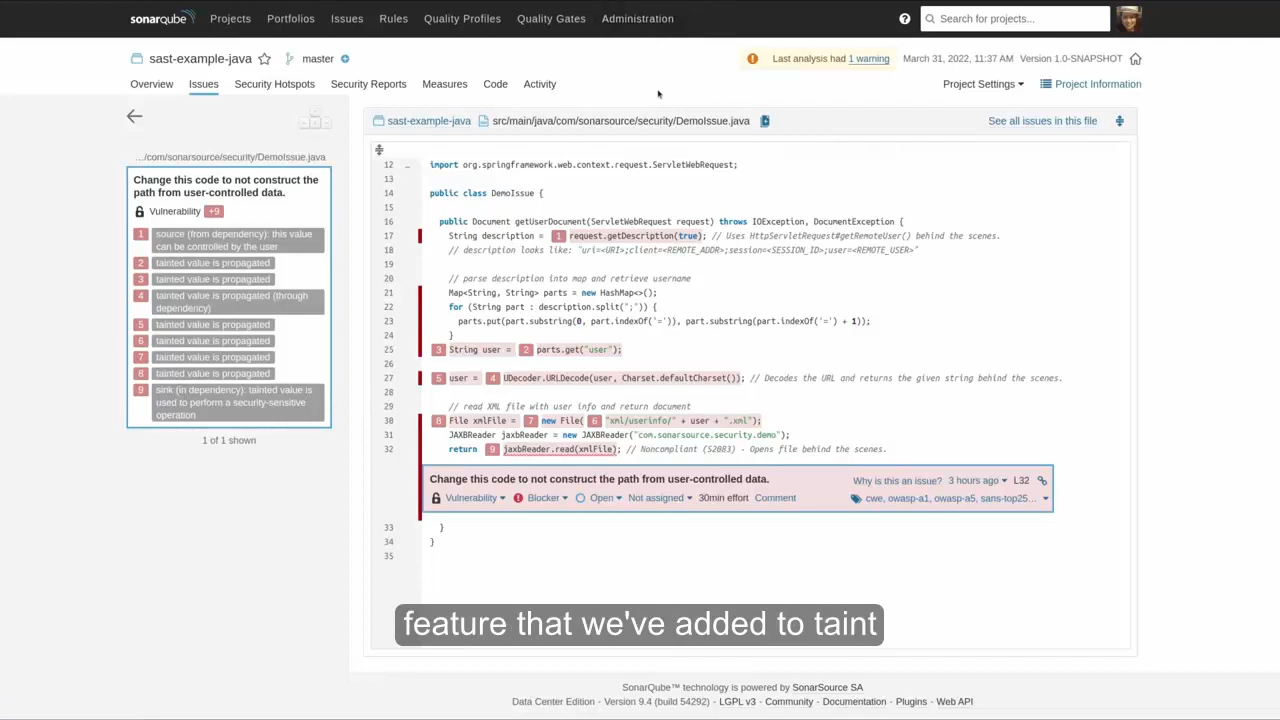 sonarqube Projects Portfolios Issues Rules Quality Profiles Quality Gates Administration ? Search for projects...
sast-example-java master Last analysis had 1 warning March 31, 2022, 11:37 AM Version 1.0-SNAPSHOT
Overview Issues Security Hotspots Security Reports Measures Code Activity Project Settings Project Information
sast-example-java src/main/java/com/sonarsource/security/DemoIssue.java See all issues in this file
.../com/sonarsource/security/DemoIssue.java
Change this code to not construct the
path from user-controlled data.
Vulnerability +9
1 source (from dependency): this value
can be controlled by the user
2 tainted value is propagated
3 tainted value is propagated
4 tainted value is propagated (through
dependency)
5 tainted value is propagated
6 tainted value is propagated
7 tainted value is propagated
8 tainted value is propagated
9 sink (in dependency): tainted value is
used to perform a security-sensitive
operation
1 of 1 shown
12 ... import org.springframework.web.context.request.ServletWebRequest;
13
14 public class DemoIssue {
15
16 public Document getUserDocument(ServletWebRequest request) throws IOException, DocumentException {
17 String description = 1 request.getDescription(true); // Uses HttpServletRequest#getRemoteUser() behind the scenes.
18 // description looks like: "uri=<URI>;client=<REMOTE_ADDR>;session=<SESSION_ID>;user=<REMOTE_USER>"
19
20 // parse description into map and retrieve username
21 Map<String, String> parts = new HashMap<>();
22 for (String part : description.split(";")) {
23 parts.put(part.substring(0, part.indexOf('=')), part.substring(part.indexOf('=') + 1));
24 }
25 3 String user = 2 parts.get("user");
26
27 5 user = 4 UDecoder.URLDecode(user, Charset.defaultCharset()); // Decodes the URL and returns the given string behind the scenes.
28
29 // read XML file with user info and return document
30 8 File xmlFile = 7 new File( 6 "xml/userinfo/" + user + ".xml");
31 JAXBReader jaxbReader = new JAXBReader("com.sonarsource.security.demo");
32 return 9 jaxbReader.read(xmlFile); // Noncompliant (S2083) - Opens file behind the scenes.
Change this code to not construct the path from user-controlled data. Why is this an issue? 3 hours ago L32
Vulnerability Blocker Open Not assigned 30min effort Comment cwe, owasp-a1, owasp-a5, sans-top25...
33 }
34 }
35
feature that we've added to taint
SonarQube™ technology is powered by SonarSource SA
Data Center Edition - Version 9.4 (build 54292) - LGPL v3 - Community - Documentation - Plugins - Web API